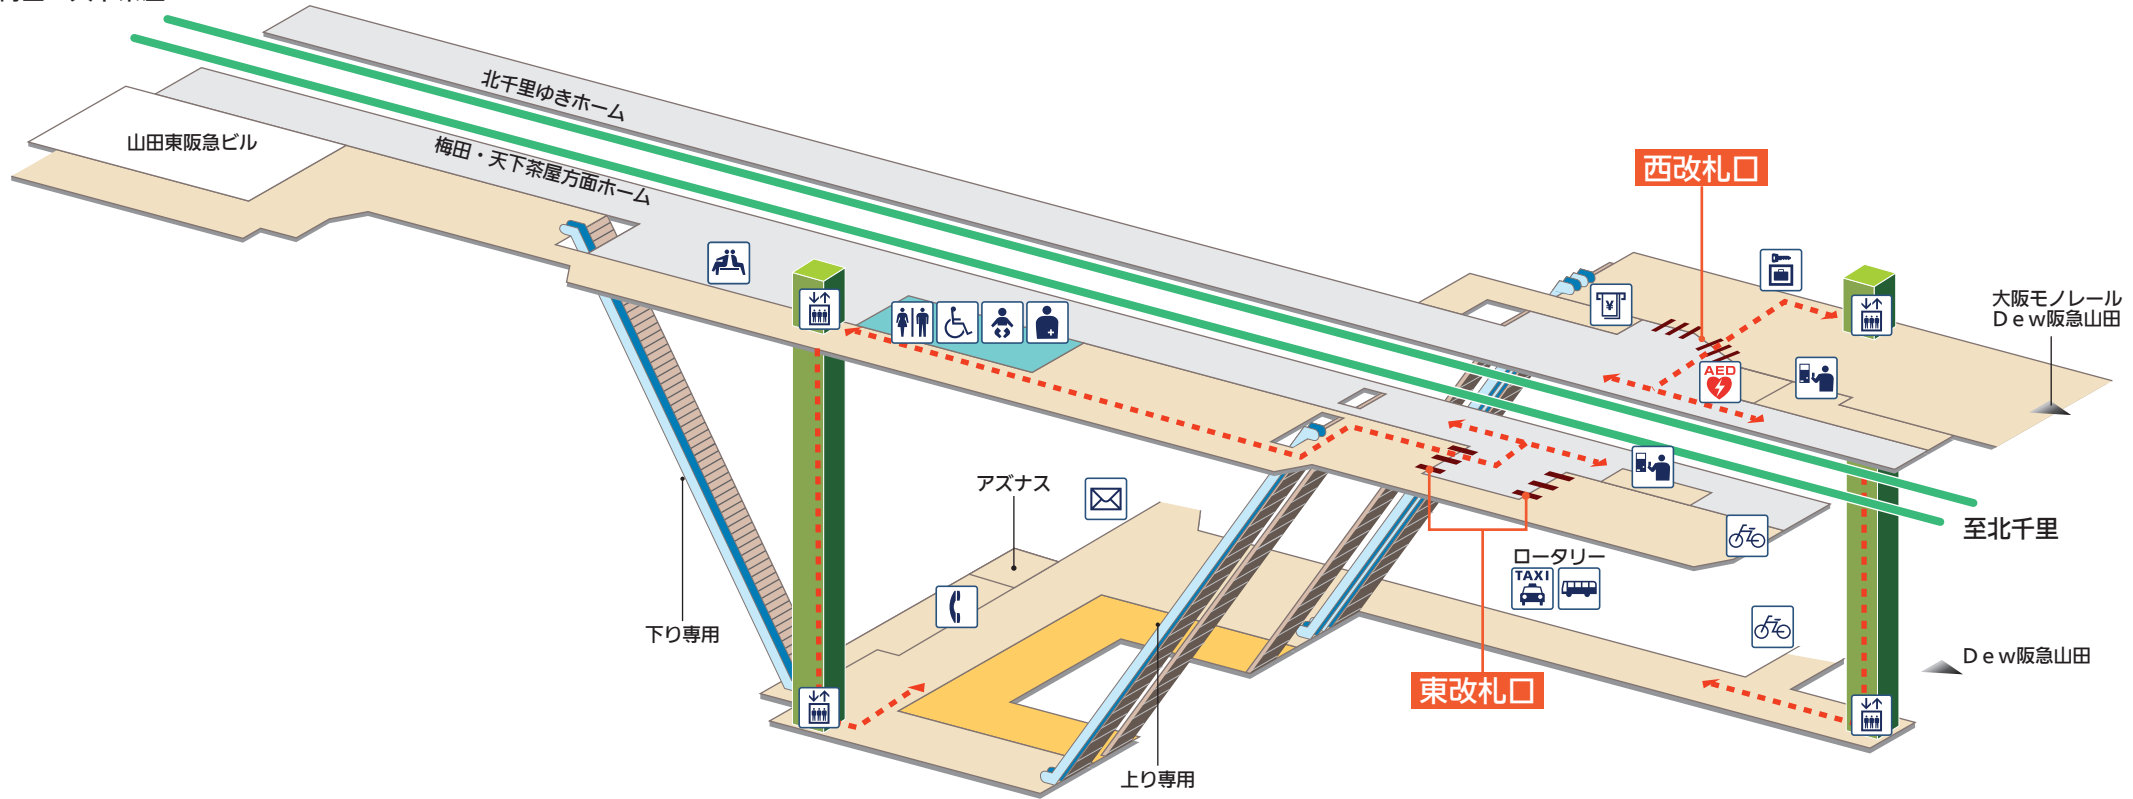 北千里ゆきホーム
山田東阪急ビル
梅田・天下茶屋方面ホーム
西改札口
大阪モノレール
Dew阪急山田
AED
¥
アズナス
至北千里
ロータリー
TAXI
下り専用
Dew阪急山田
東改札口
上り専用